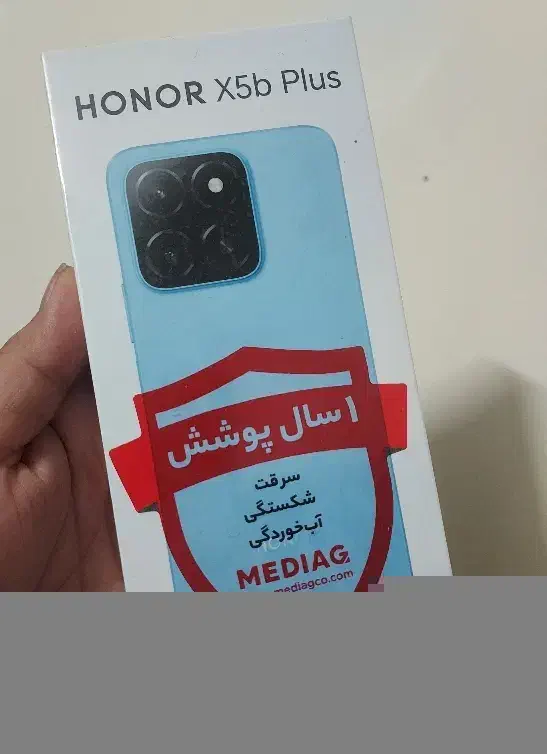 HONOR X5b Plus
۱ سال پوشش
سرقت
شکستگی
آب‌خوردگی
MEDIAG
mediagco.com